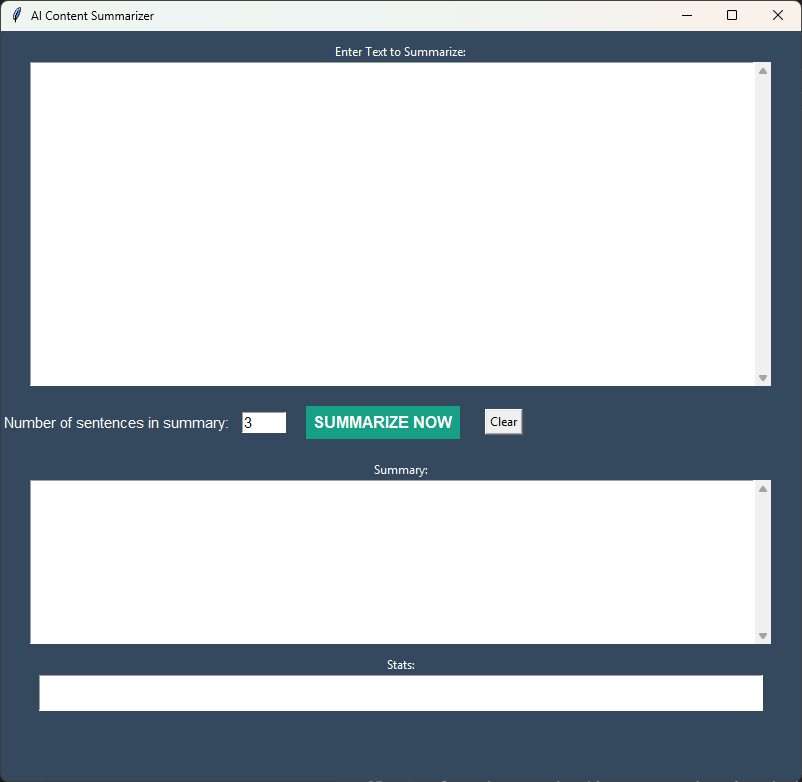 AI Content Summarizer
Enter Text to Summarize:
Number of sentences in summary: 3 SUMMARIZE NOW Clear
Summary:
Stats: